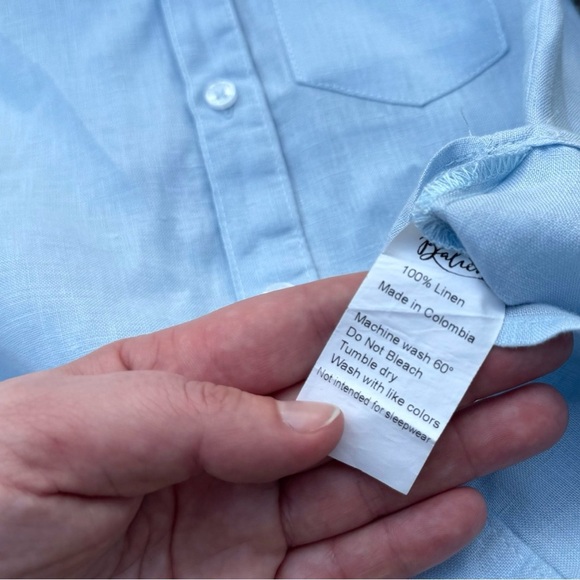 100% Linen
Made in Colombia
Machine wash 60°
Do Not Bleach
Tumble dry
Wash with like colors
Not intended for sleepwear